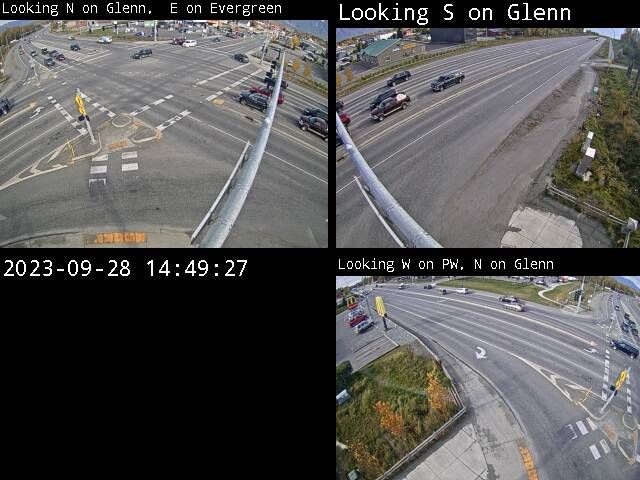 Looking N on Glenn, E on Evergreen
Looking S on Glenn
2023-09-28 14:49:27
Looking W on PW, N on Glenn